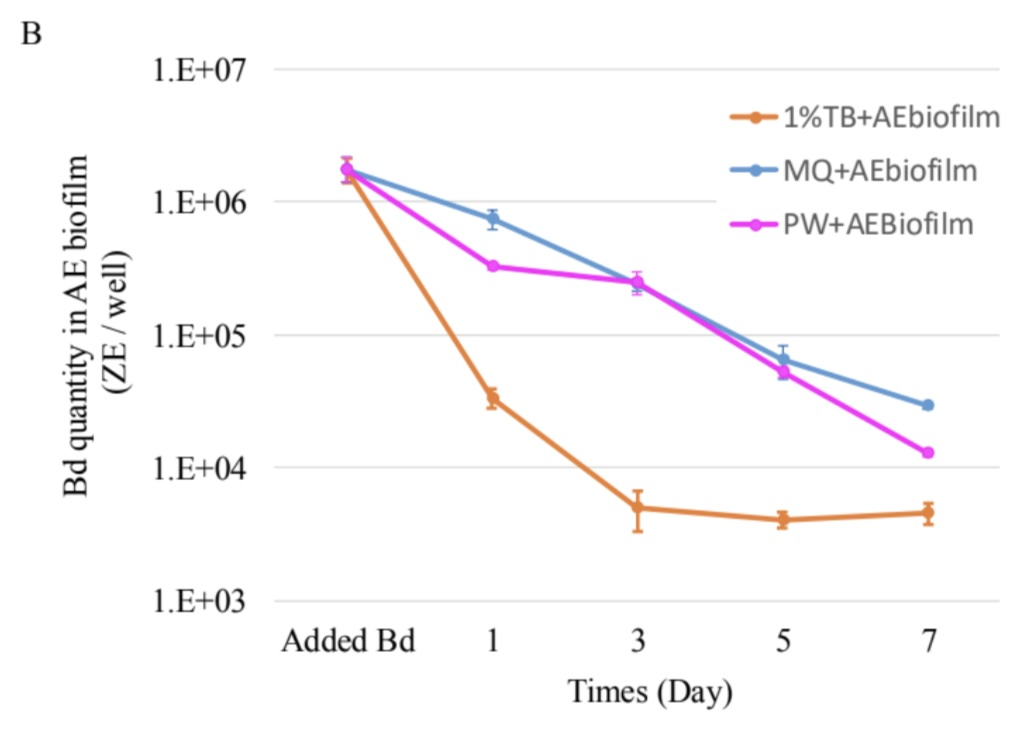 B
1.E+07
1.E+06
1.E+05
1.E+04
1.E+03
Bd quantity in AE biofilm
(ZE / well)
1%TB+AEbiofilm
MQ+AEbiofilm
PW+AEBiofilm
Added Bd 1 3 5 7
Times (Day)